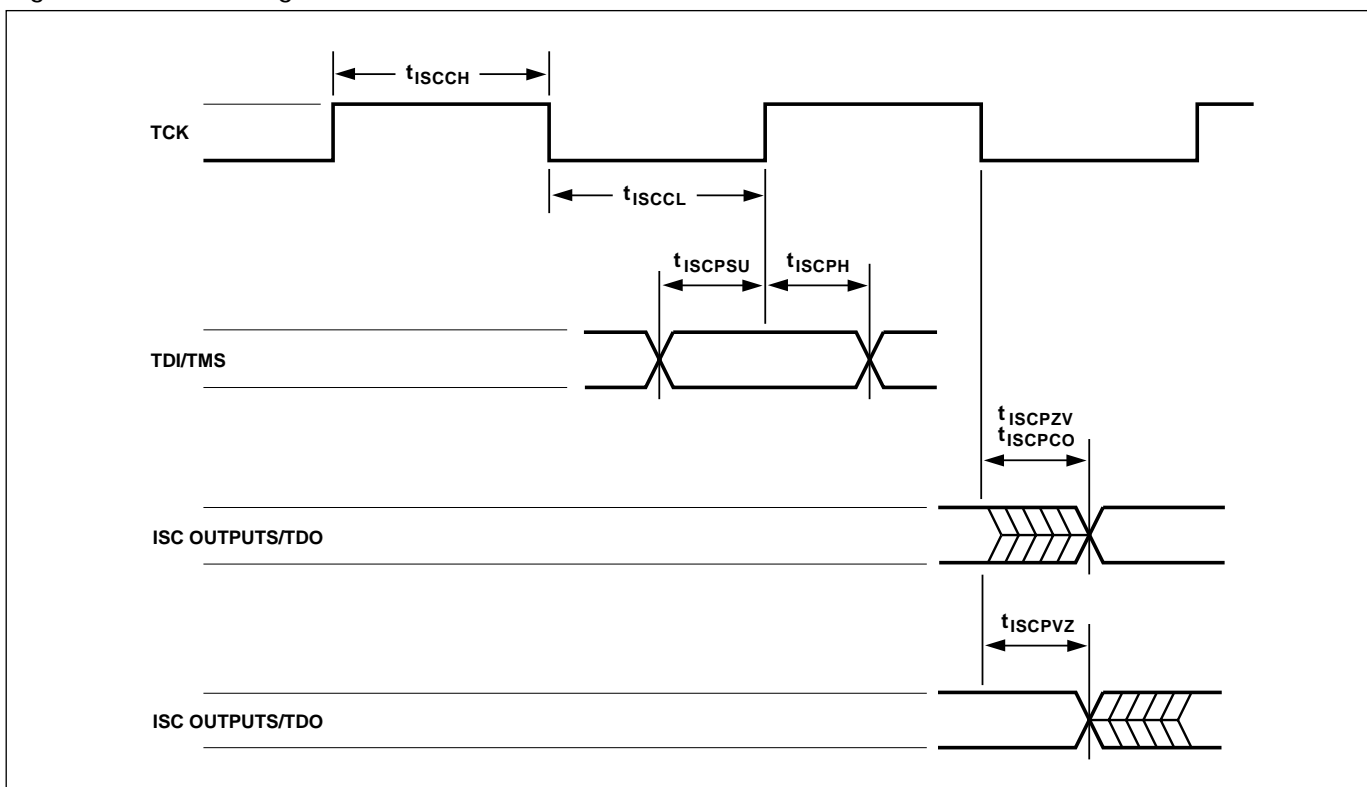 tISCCH
TCK
tISCCL
tISCPSU
tISCPH
TDI/TMS
tISCPZV
tISCPCO
ISC OUTPUTS/TDO
tISCPVZ
ISC OUTPUTS/TDO